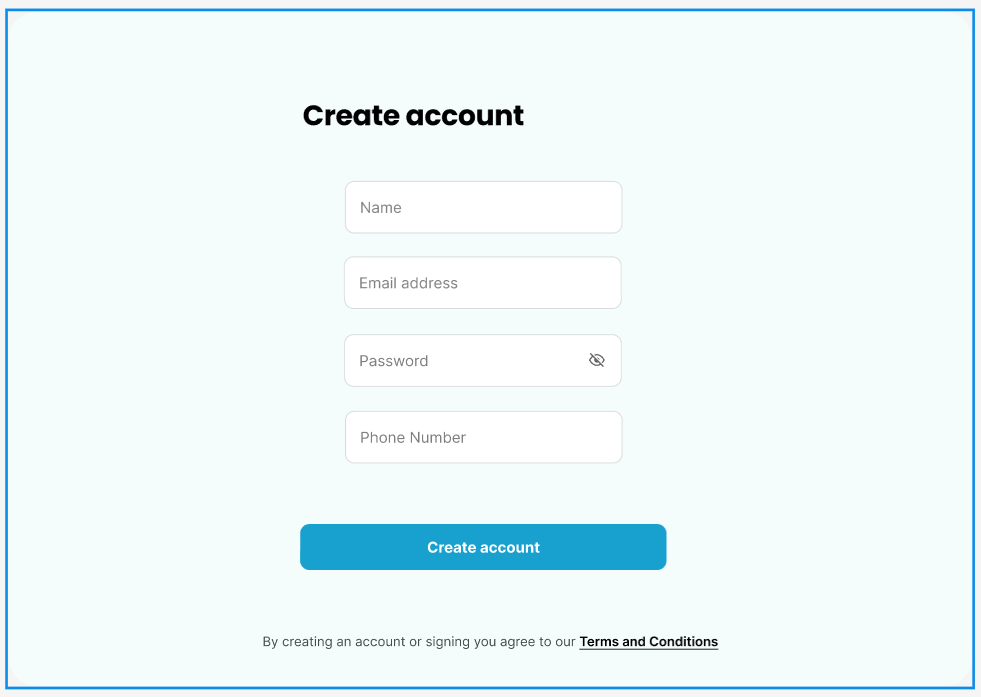 Create account
Name
Email address
Password
Phone Number
Create account
By creating an account or signing you agree to our Terms and Conditions